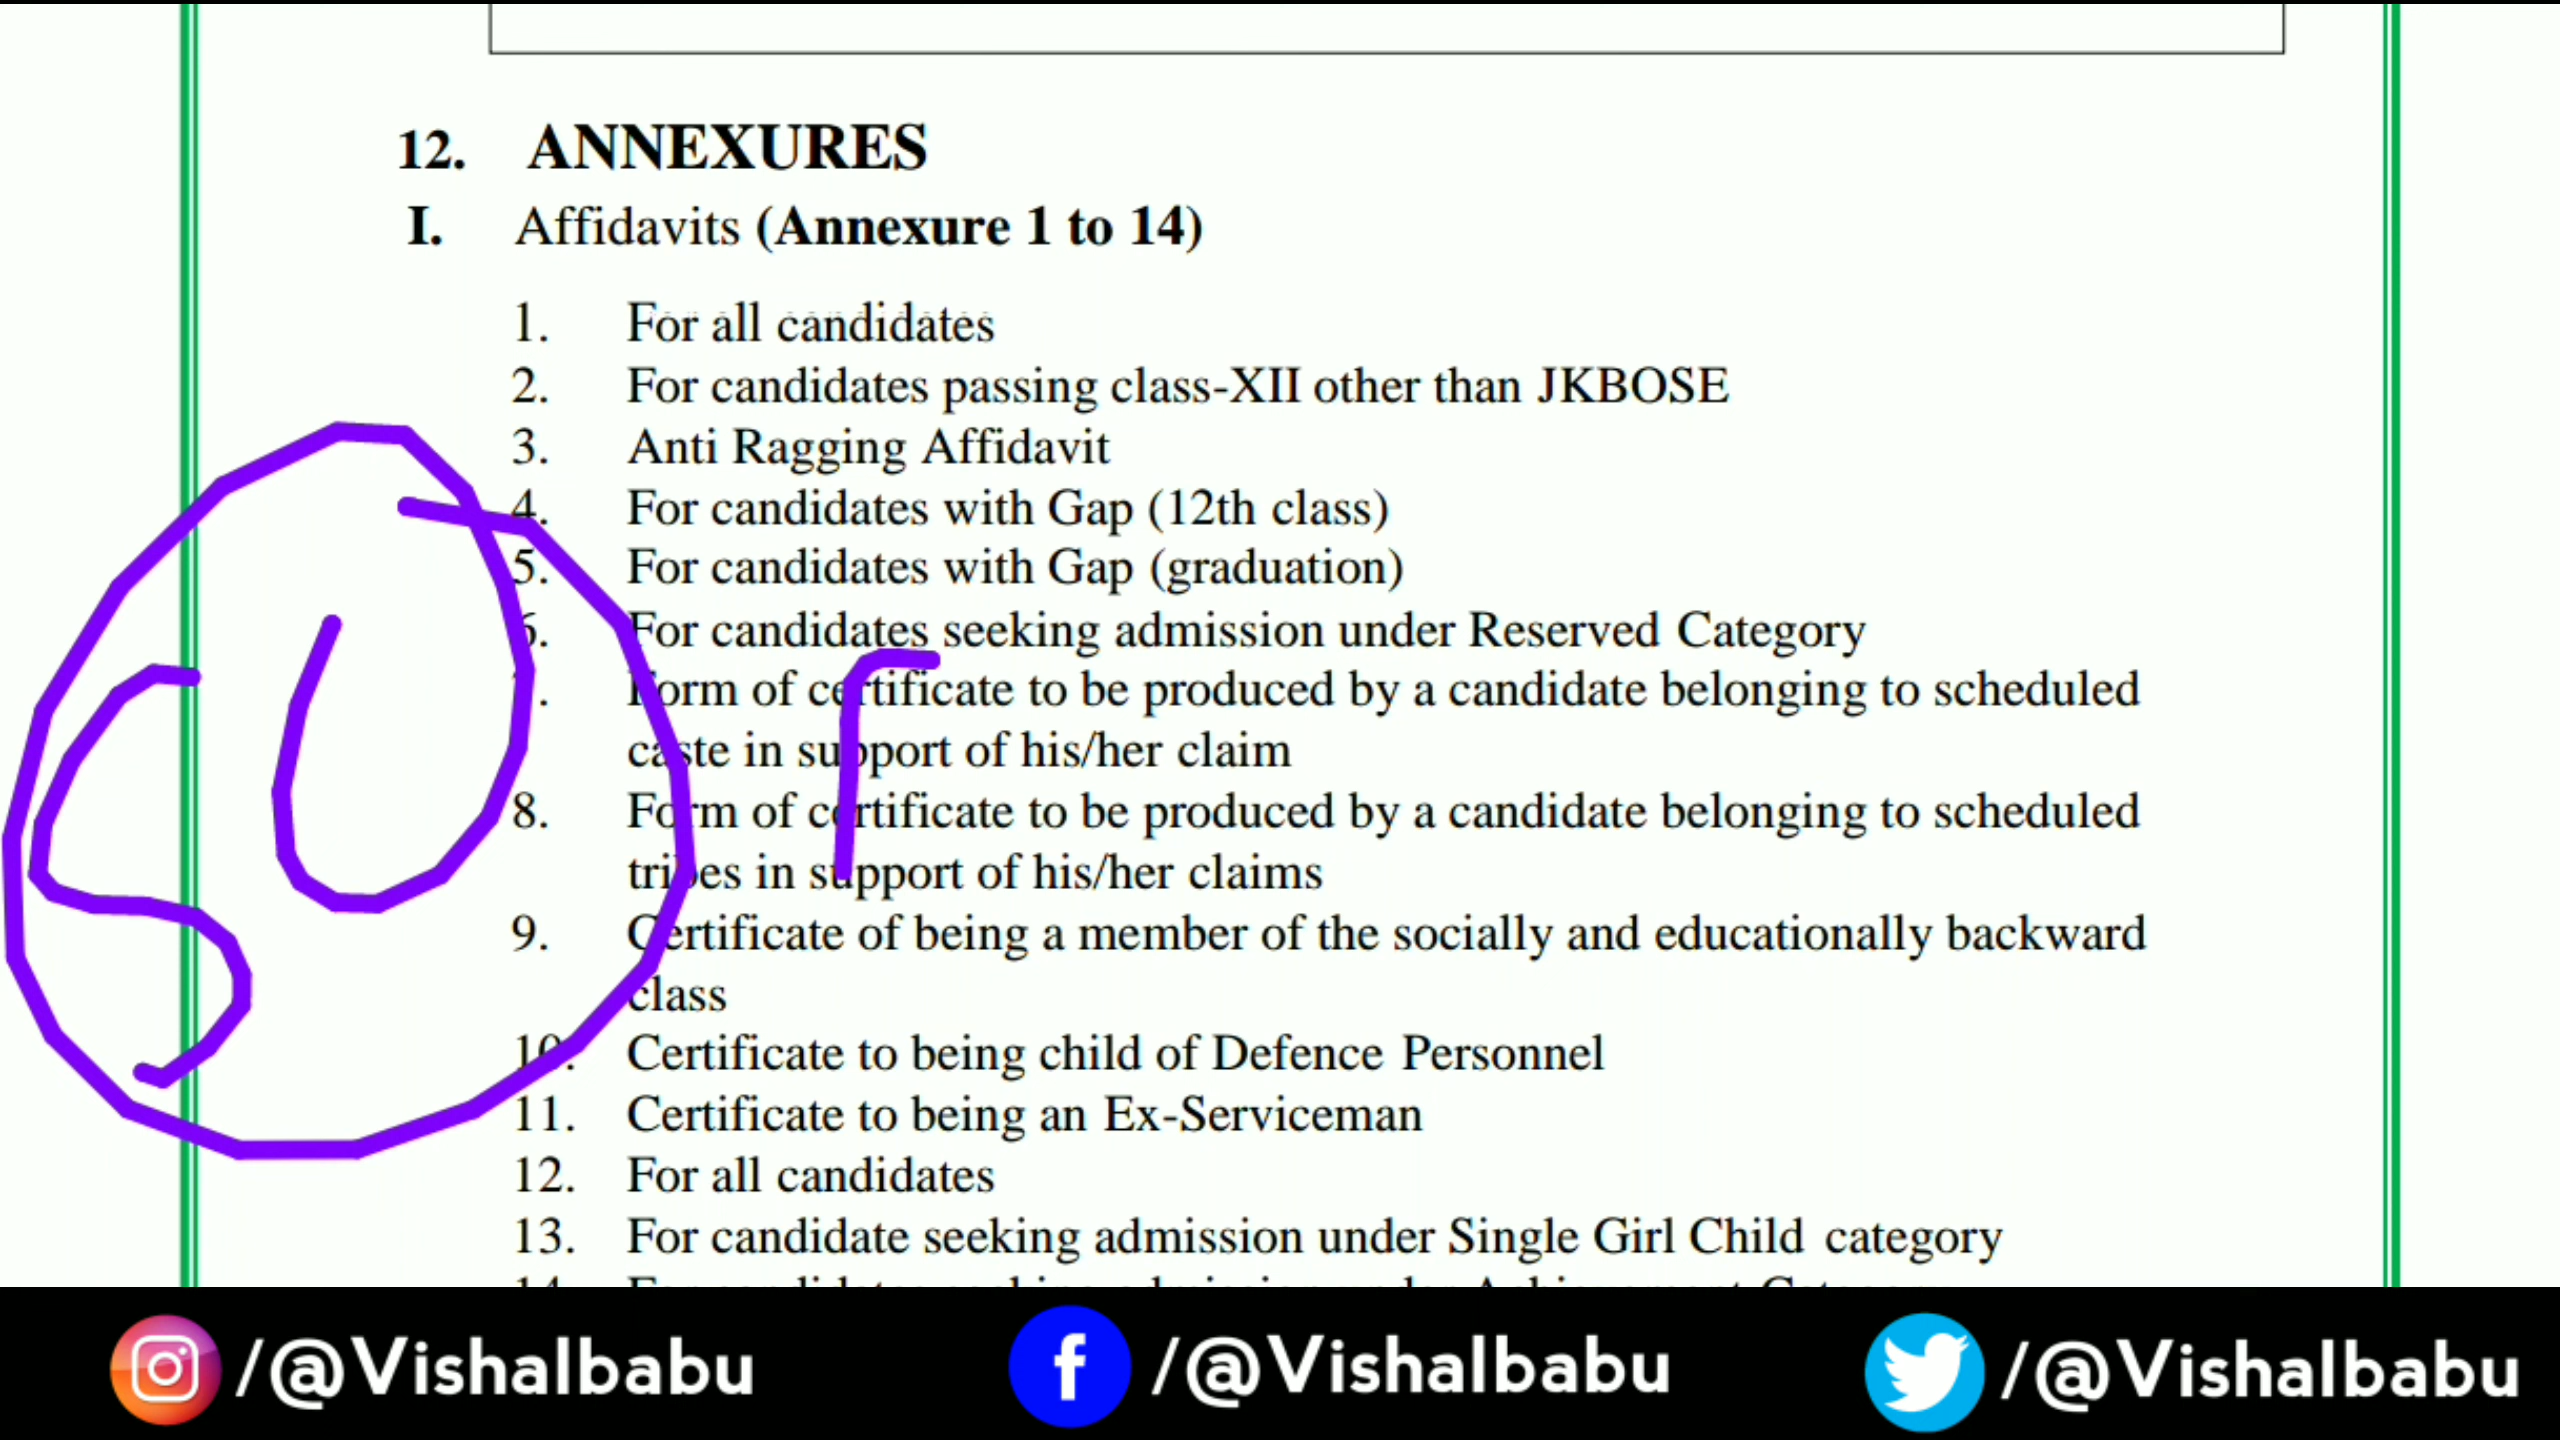 12. ANNEXURES
I. Affidavits (Annexure 1 to 14)
1. For all candidates
2. For candidates passing class-XII other than JKBOSE
3. Anti Ragging Affidavit
4. For candidates with Gap (12th class)
5. For candidates with Gap (graduation)
6. For candidates seeking admission under Reserved Category
7. Form of certificate to be produced by a candidate belonging to scheduled
caste in support of his/her claim
8. Form of certificate to be produced by a candidate belonging to scheduled
tribes in support of his/her claims
9. Certificate of being a member of the socially and educationally backward
class
10. Certificate to being child of Defence Personnel
11. Certificate to being an Ex-Serviceman
12. For all candidates
13. For candidate seeking admission under Single Girl Child category
/@Vishalbabu /@Vishalbabu /@Vishalbabu